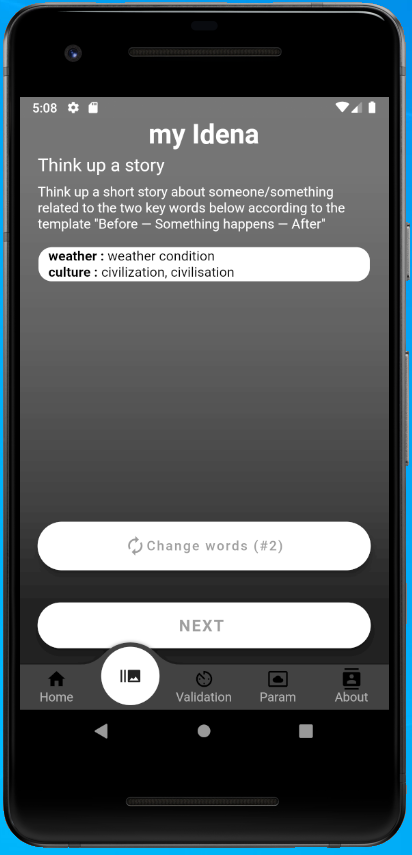 5:08
my Idena
Think up a story
Think up a short story about someone/something
related to the two key words below according to the
template "Before — Something happens — After"
weather : weather condition
culture : civilization, civilisation
Change words (#2)
NEXT
Home Validation Param About